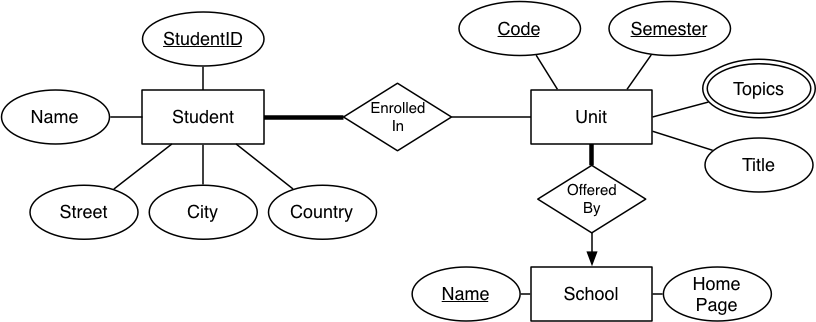 StudentID
Code
Semester
Topics
Name
Student
Enrolled
In
Unit
Title
Street
City
Country
Offered
By
Name
School
Home
Page